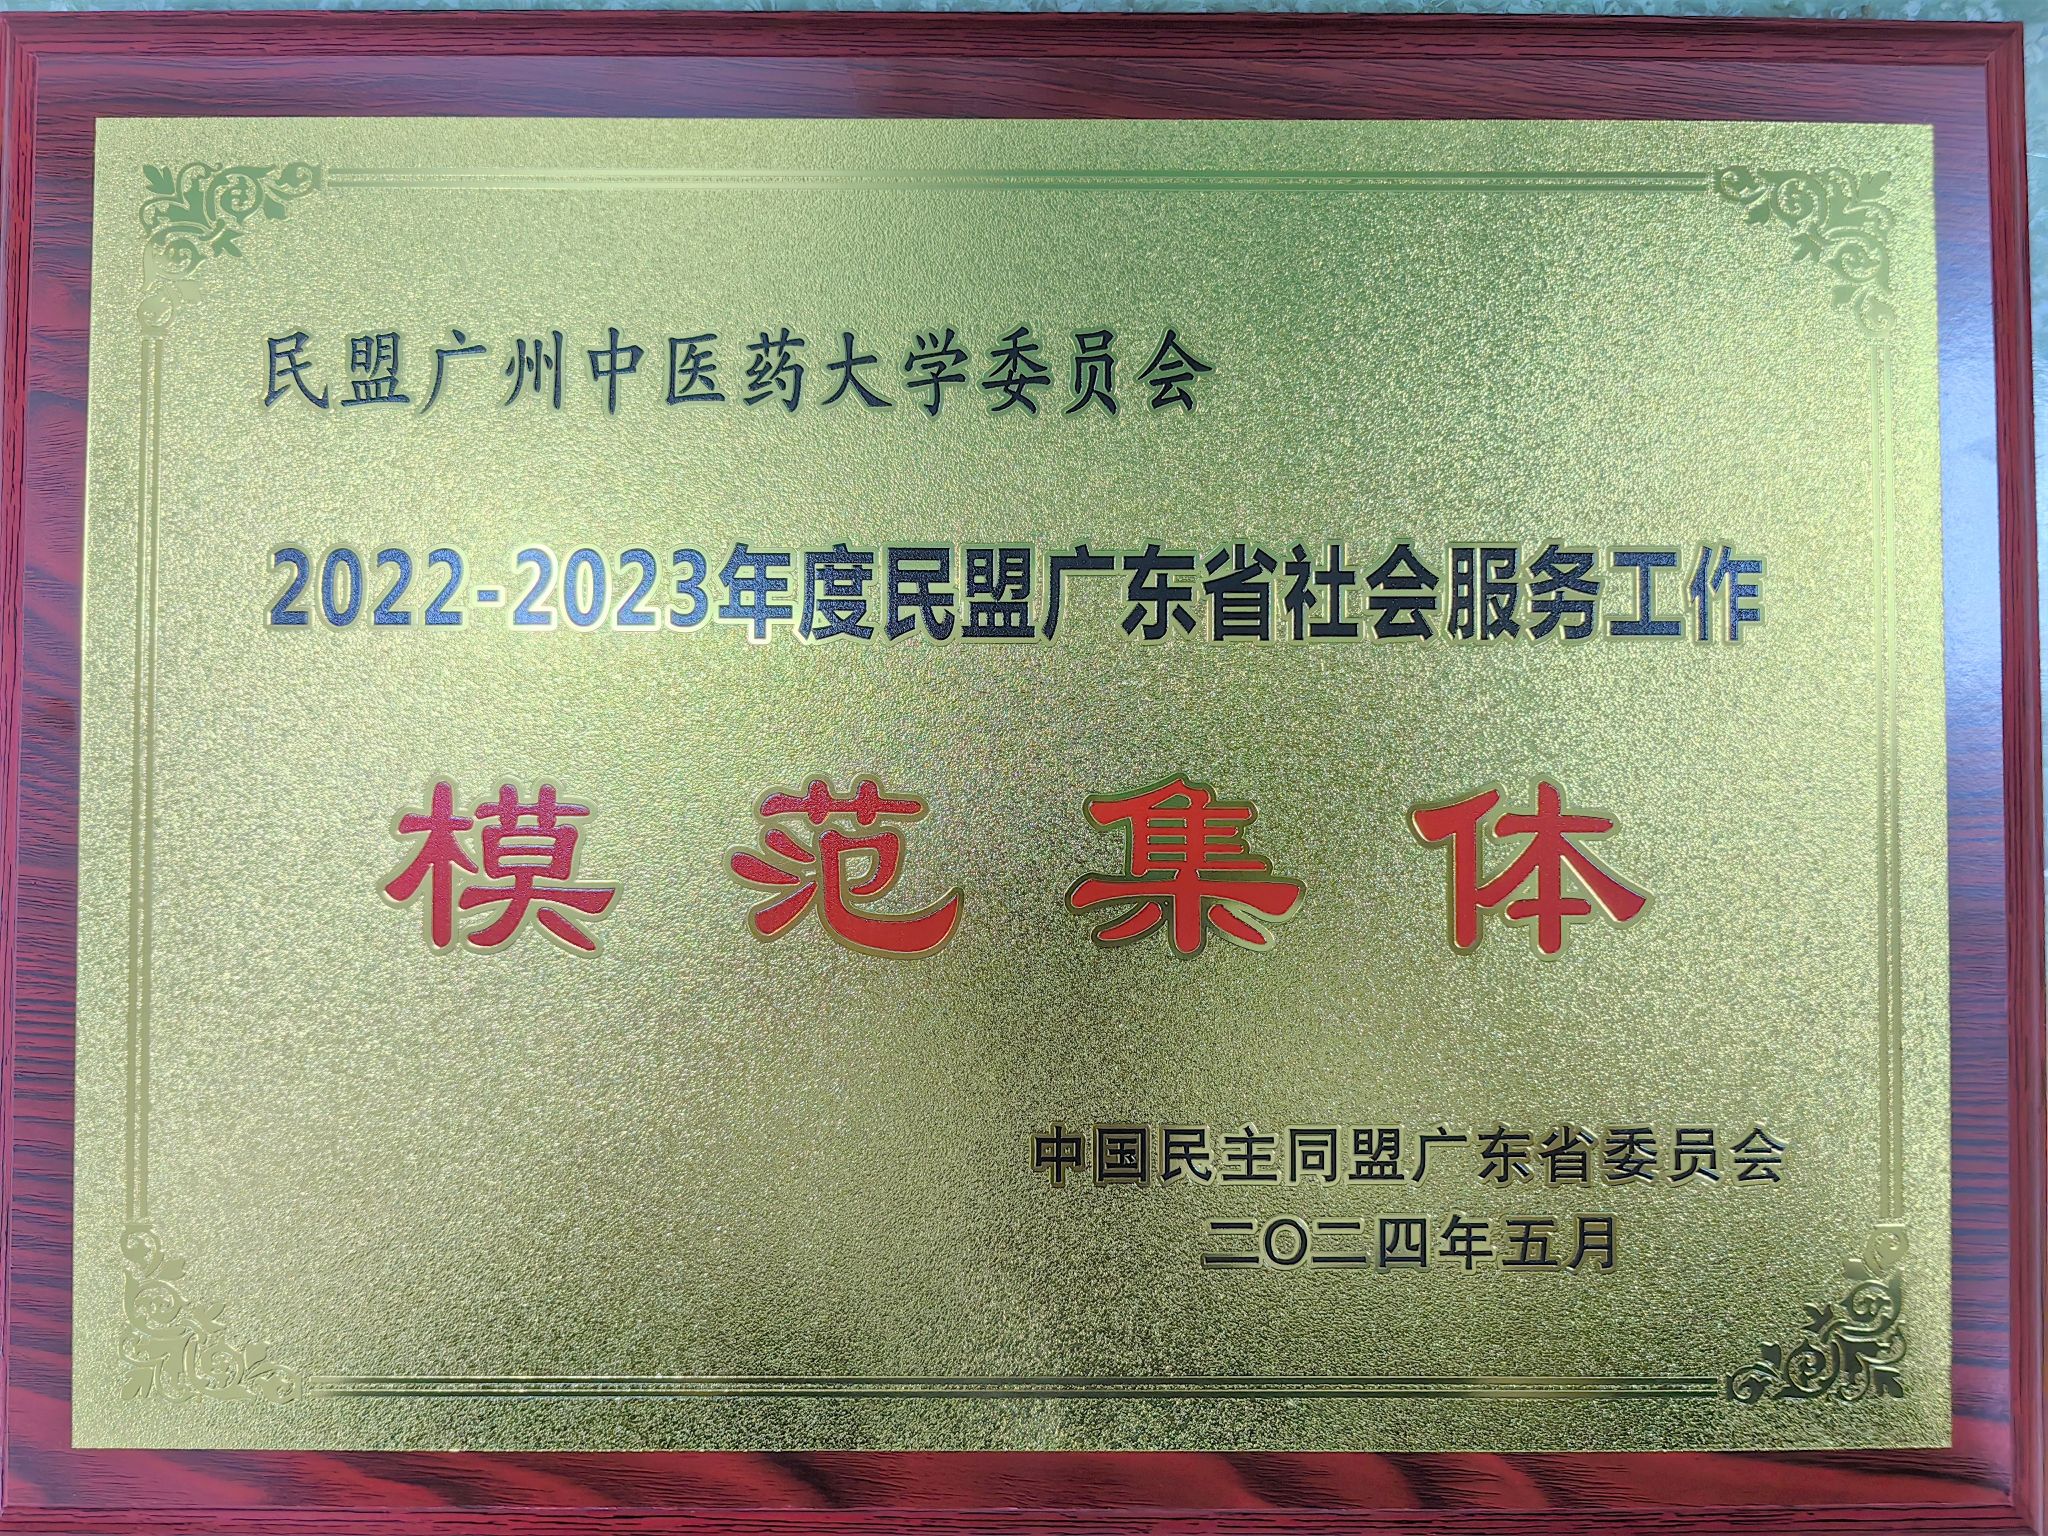 民盟广州中医药大学委员会
2022-2023年度民盟广东省社会服务工作
模范集体
中国民主同盟广东省委员会
二〇二四年五月